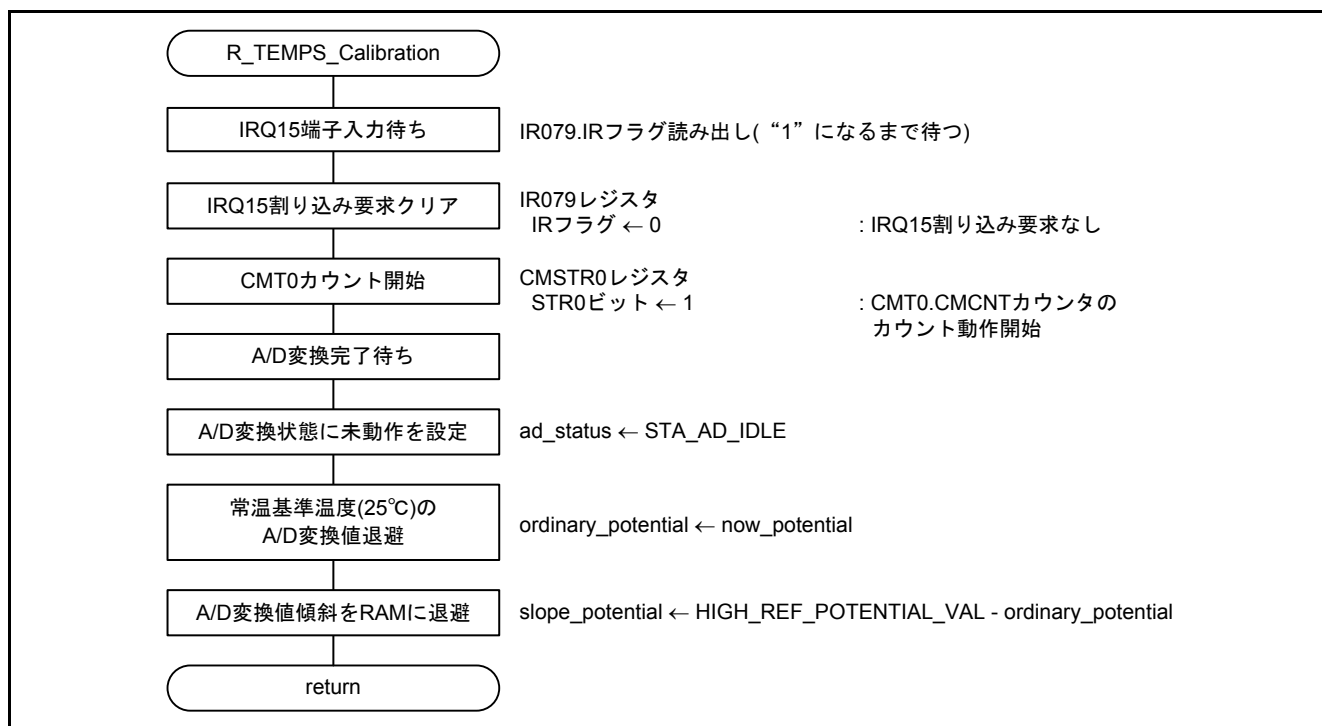 R_TEMPS_Calibration
IRQ15端子入力待ち
IR079.IRフラグ読み出し( “1” になるまで待つ)
IRQ15割り込み要求クリア
IR079レジスタ
IRフラグ ← 0 : IRQ15割り込み要求なし
CMT0カウント開始
CMSTR0レジスタ
STR0ビット ← 1 : CMT0.CMCNTカウンタの
カウント動作開始
A/D変換完了待ち
A/D変換状態に未動作を設定
ad_status ← STA_AD_IDLE
常温基準温度(25℃)の
A/D変換値退避
ordinary_potential ← now_potential
A/D変換値傾斜をRAMに退避
slope_potential ← HIGH_REF_POTENTIAL_VAL - ordinary_potential
return